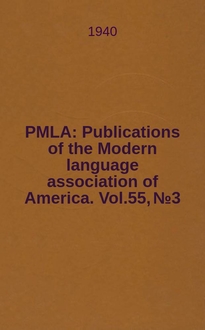 1940
PMLA: Publications
of the Modern
language
association of
America. Vol.55, №3